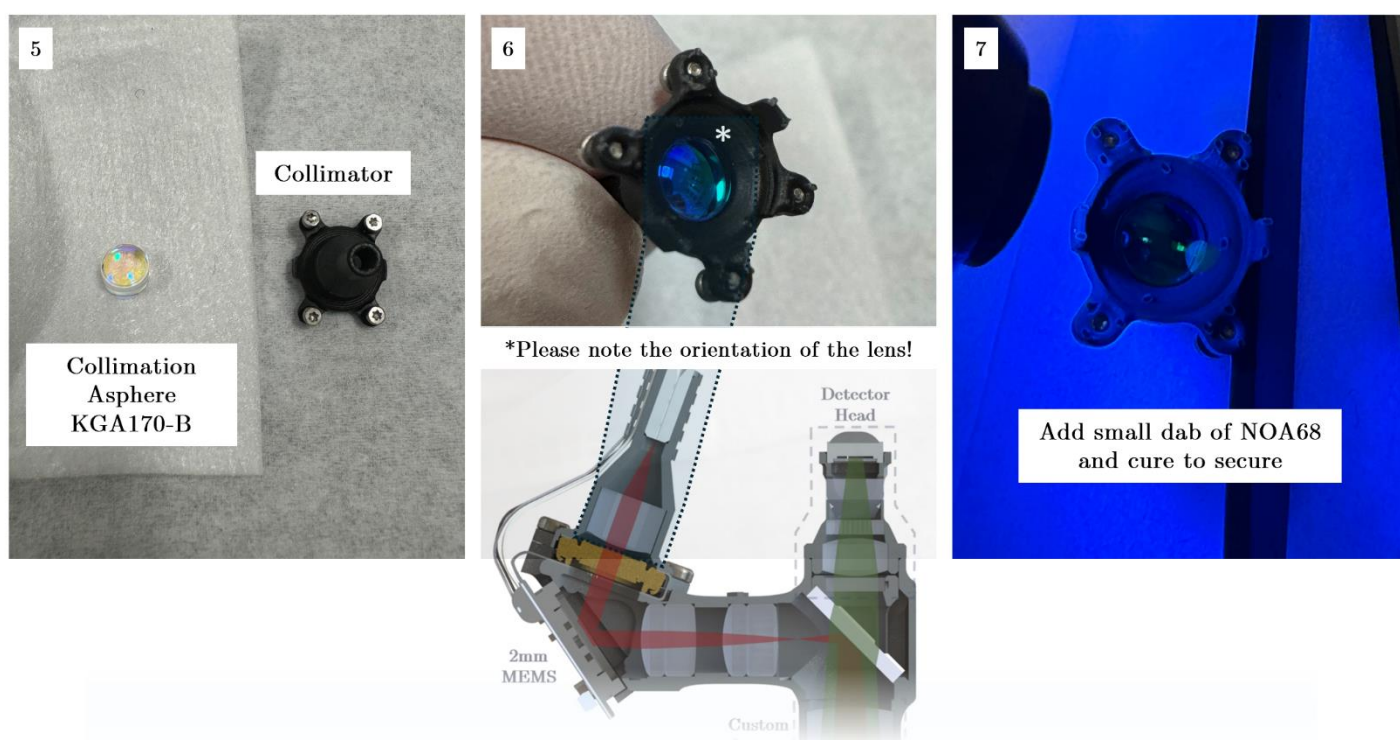 5
Collimator
Collimation
Asphere
KGA170-B
6
*
*Please note the orientation of the lens!
Detector
Head
2mm
MEMS
Custom
7
Add small dab of NOA68
and cure to secure